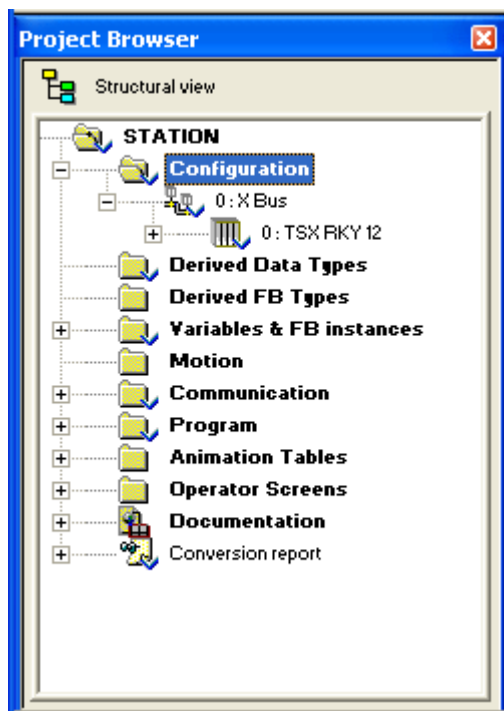 Project Browser
Structural view
STATION
Configuration
0 : X Bus
0 : TSX RKY 12
Derived Data Types
Derived FB Types
Variables & FB instances
Motion
Communication
Program
Animation Tables
Operator Screens
Documentation
Conversion report